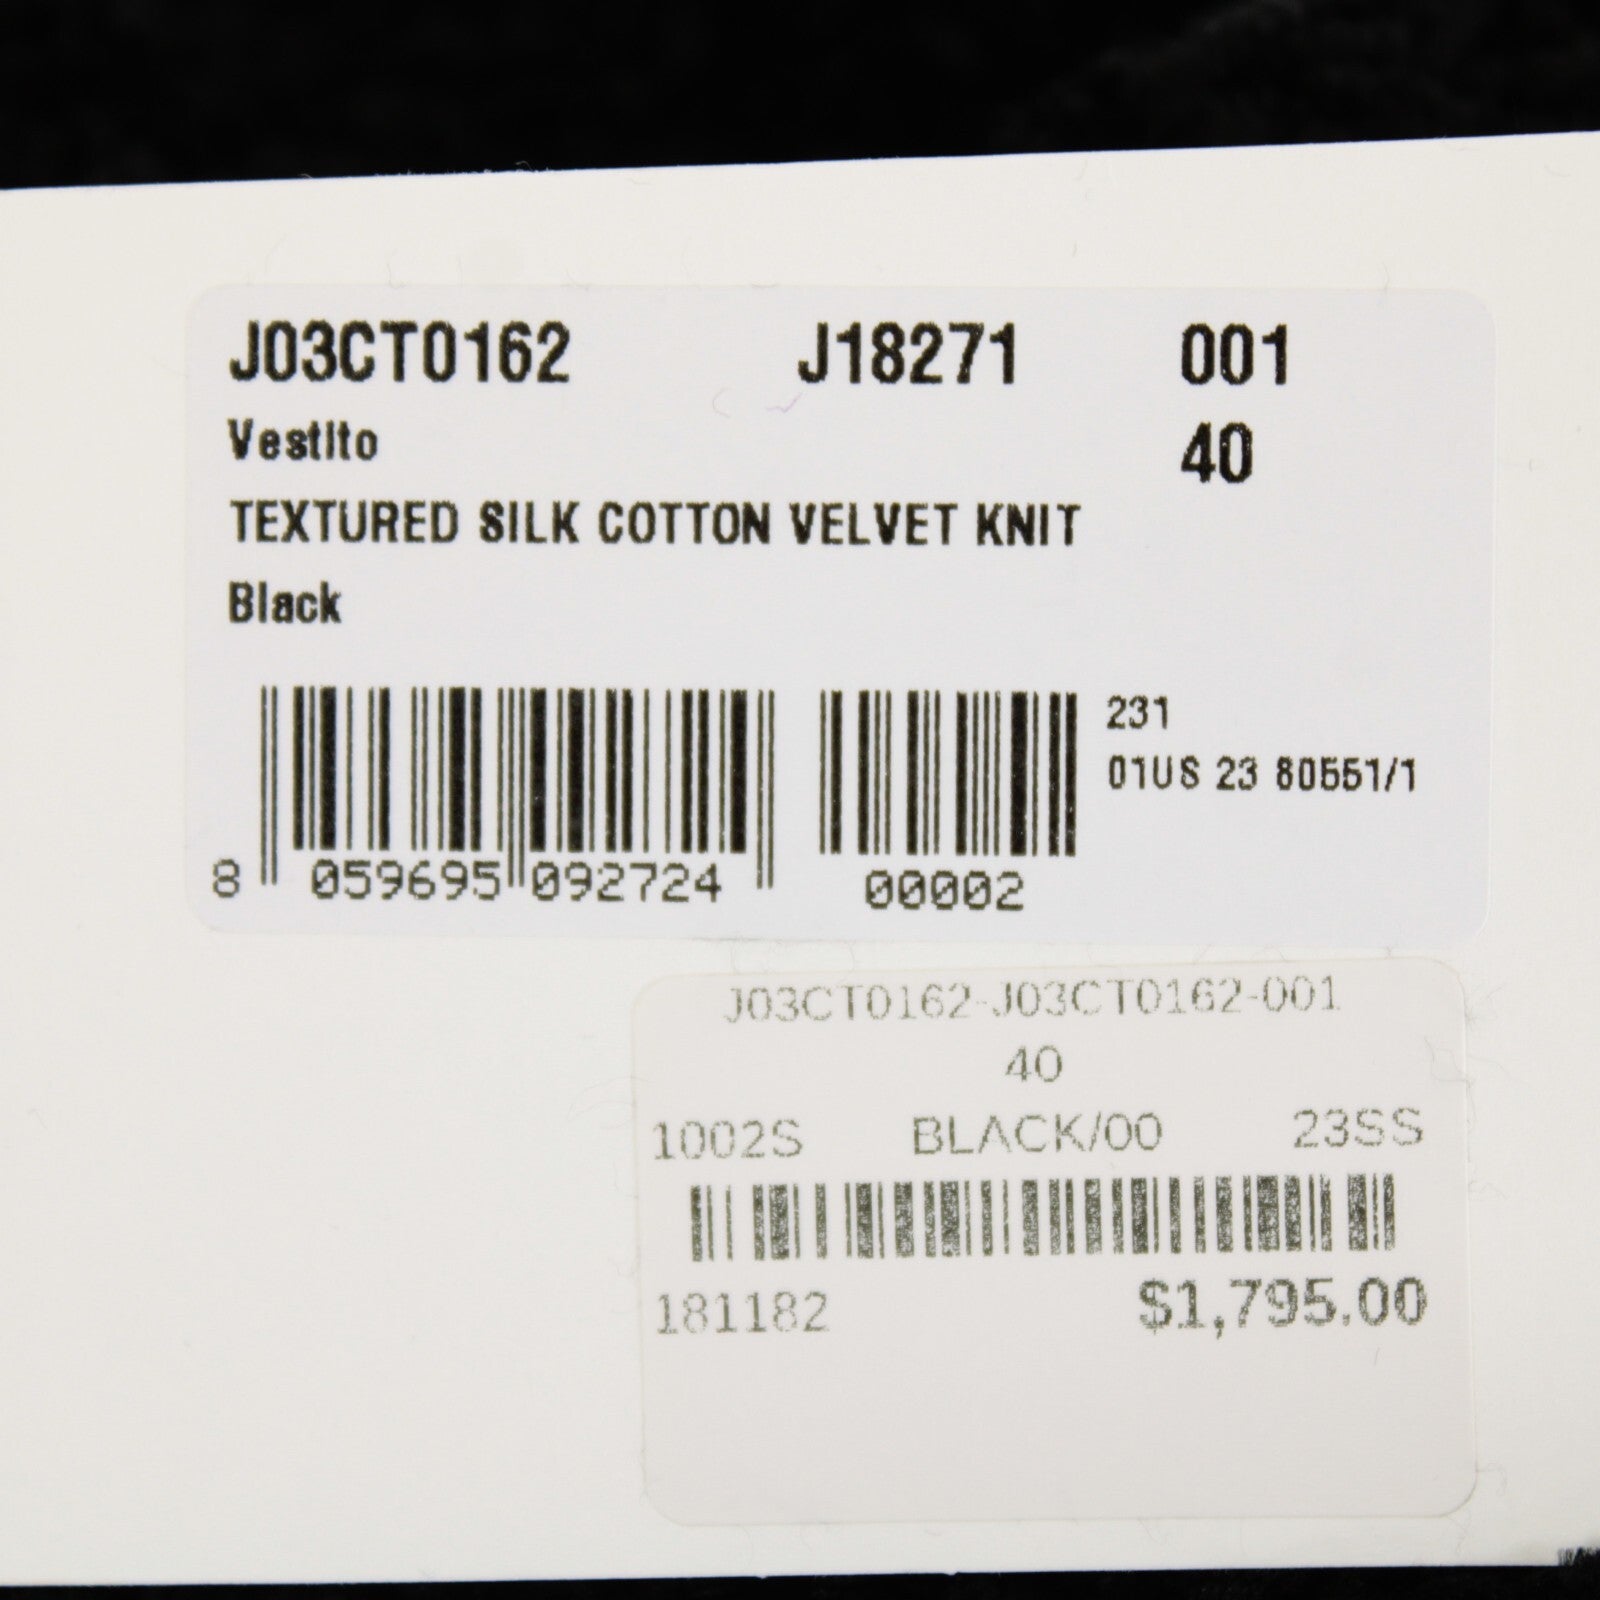 J03CT0162 J18271 001
Vestito 40
TEXTURED SILK COTTON VELVET KNIT
Black
231
01US 23 80551/1
8 059695 092724 00002
J03CT0162-J03CT0162-001
40
1002S BLACK/00 23SS
181182 $1,795.00